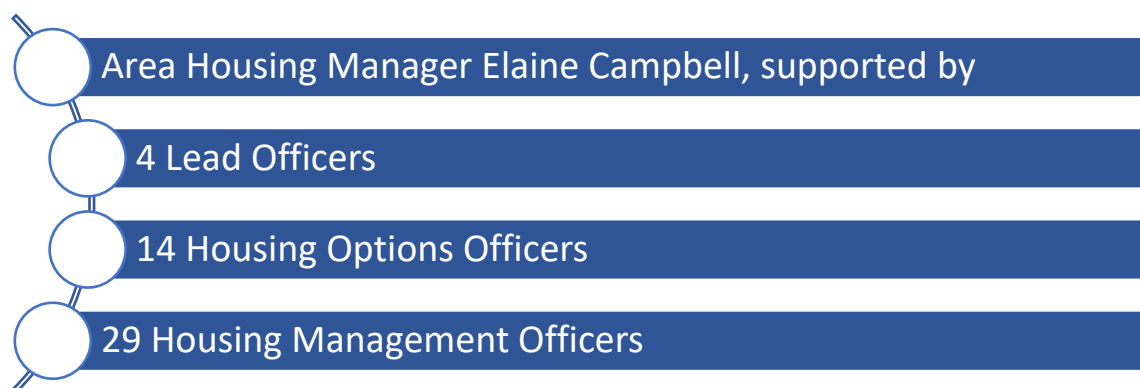 Area Housing Manager Elaine Campbell, supported by
4 Lead Officers
14 Housing Options Officers
29 Housing Management Officers